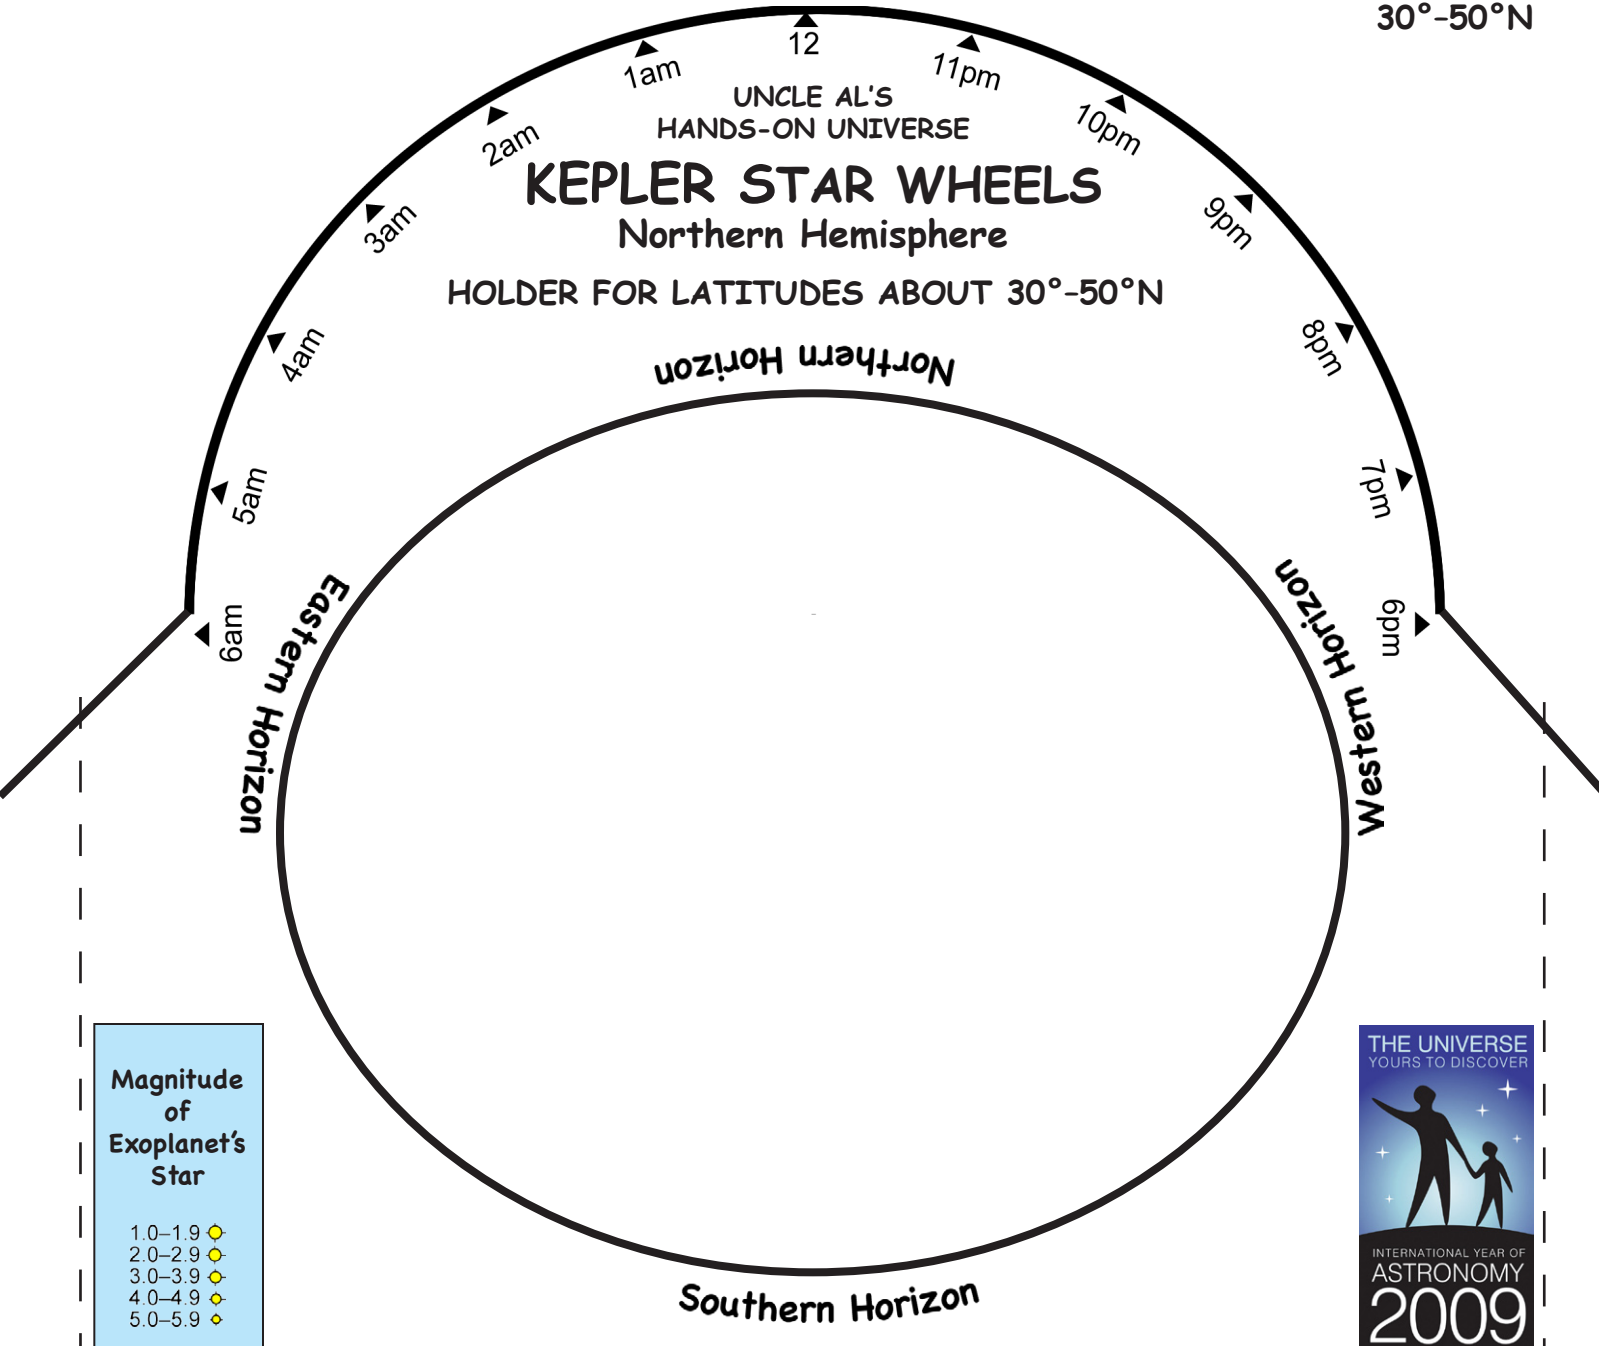 30°-50°N
12
1am
11pm
2am
10pm
3am
9pm
4am
8pm
5am
7pm
6am
6pm
UNCLE AL'S
HANDS-ON UNIVERSE
KEPLER STAR WHEELS
Northern Hemisphere
HOLDER FOR LATITUDES ABOUT 30°-50°N
Northern Horizon
Eastern Horizon
Western Horizon
Southern Horizon
Magnitude
of
Exoplanet's
Star
1.0–1.9
2.0–2.9
3.0–3.9
4.0–4.9
5.0–5.9
THE UNIVERSE
YOURS TO DISCOVER
INTERNATIONAL YEAR OF
ASTRONOMY
2009